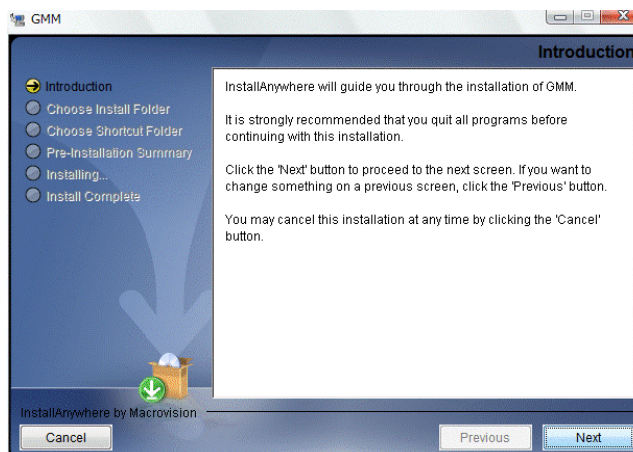 GMM
Introduction
Introduction
Choose Install Folder
Choose Shortcut Folder
Pre-Installation Summary
Installing...
Install Complete
InstallAnywhere will guide you through the installation of GMM.
It is strongly recommended that you quit all programs before
continuing with this installation.
Click the 'Next' button to proceed to the next screen. If you want to
change something on a previous screen, click the 'Previous' button.
You may cancel this installation at any time by clicking the 'Cancel'
button.
InstallAnywhere by Macrovision
Cancel
Previous
Next